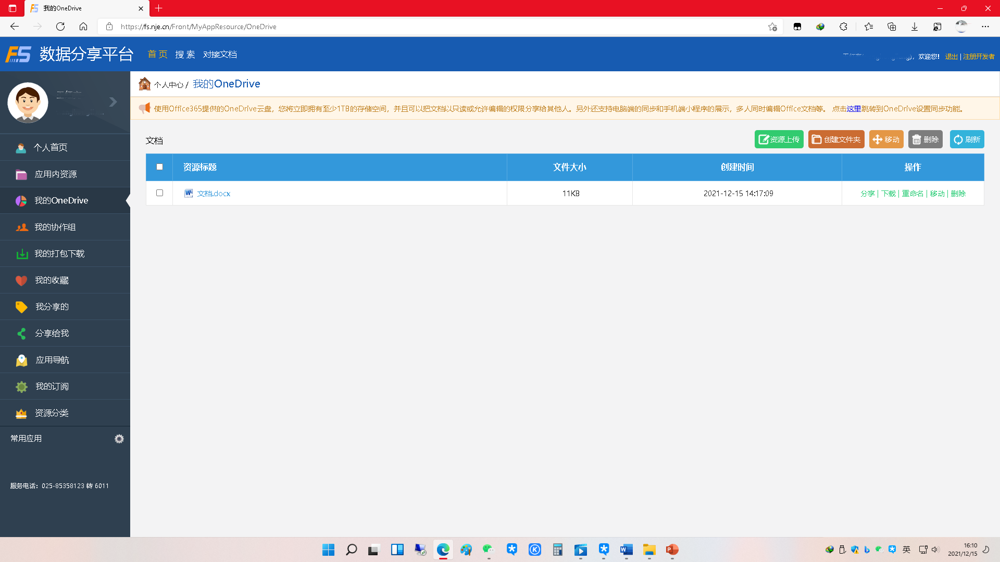 我的OneDrive
https://fs.nje.cn/Front/MyAppResource/OneDrive
FS 数据分享平台 首 页 搜 索 对接文档
欢迎您! 退出 | 注册开发者
个人中心 / 我的OneDrive
使用Office365提供的OneDrive云盘，您将立即拥有至少1TB的存储空间，并且可以把文档以只读或允许编辑的权限分享给其他人。另外还支持电脑端的同步和手机端小程序的展示，多人同时编辑Office文档等。 点击这里跳转到OneDrive设置同步功能。
文档 资源上传 创建文件夹 移动 删除 刷新
资源标题 文件大小 创建时间 操作
文档.docx 11KB 2021-12-15 14:17:09 分享 | 下载 | 重命名 | 移动 | 删除
个人首页
应用内资源
我的OneDrive
我的协作组
我的打包下载
我的收藏
我分享的
分享给我
应用导航
我的订阅
资源分类
常用应用
服务电话：025-85358123 转 6011
英
16:10
2021/12/15